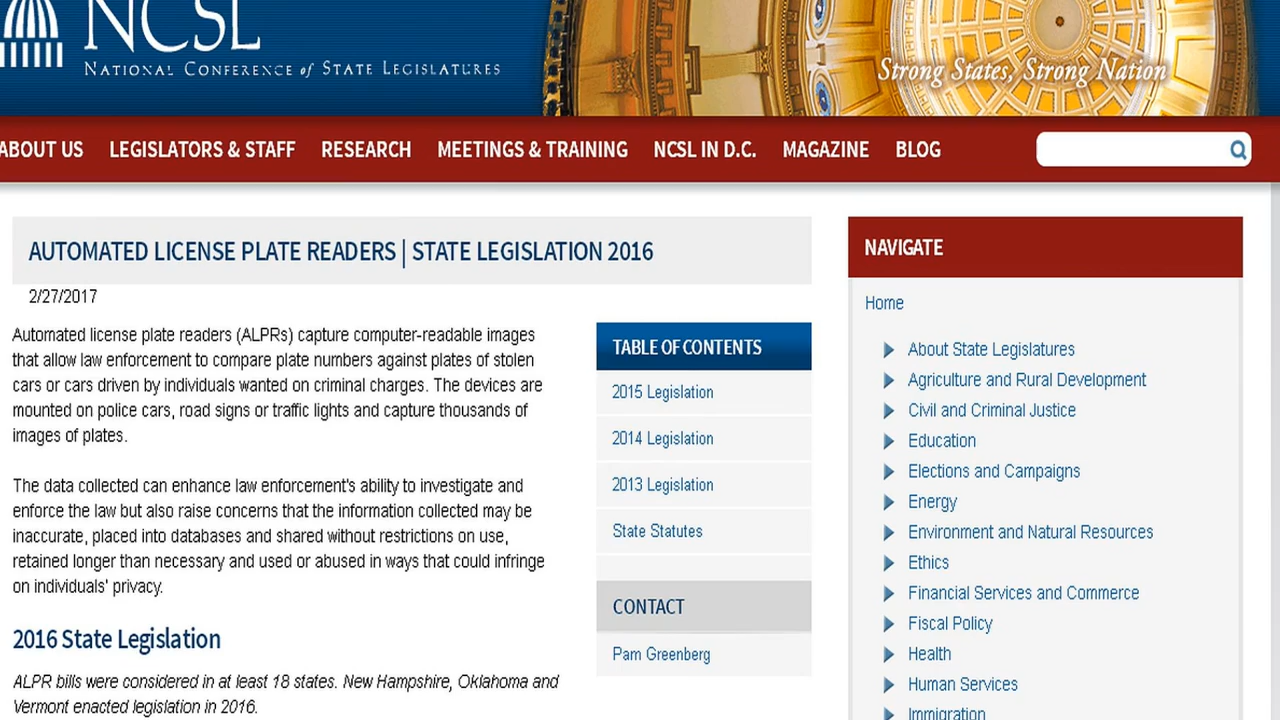 NCSL
NATIONAL CONFERENCE of STATE LEGISLATURES
Strong States, Strong Nation
ABOUT US LEGISLATORS & STAFF RESEARCH MEETINGS & TRAINING NCSL IN D.C. MAGAZINE BLOG
AUTOMATED LICENSE PLATE READERS | STATE LEGISLATION 2016
2/27/2017
Automated license plate readers (ALPRs) capture computer-readable images
that allow law enforcement to compare plate numbers against plates of stolen
cars or cars driven by individuals wanted on criminal charges. The devices are
mounted on police cars, road signs or traffic lights and capture thousands of
images of plates.
The data collected can enhance law enforcement's ability to investigate and
enforce the law but also raise concerns that the information collected may be
inaccurate, placed into databases and shared without restrictions on use,
retained longer than necessary and used or abused in ways that could infringe
on individuals' privacy.
2016 State Legislation
ALPR bills were considered in at least 18 states. New Hampshire, Oklahoma and
Vermont enacted legislation in 2016.
TABLE OF CONTENTS
2015 Legislation
2014 Legislation
2013 Legislation
State Statutes
CONTACT
Pam Greenberg
NAVIGATE
Home
About State Legislatures
Agriculture and Rural Development
Civil and Criminal Justice
Education
Elections and Campaigns
Energy
Environment and Natural Resources
Ethics
Financial Services and Commerce
Fiscal Policy
Health
Human Services
Immigration